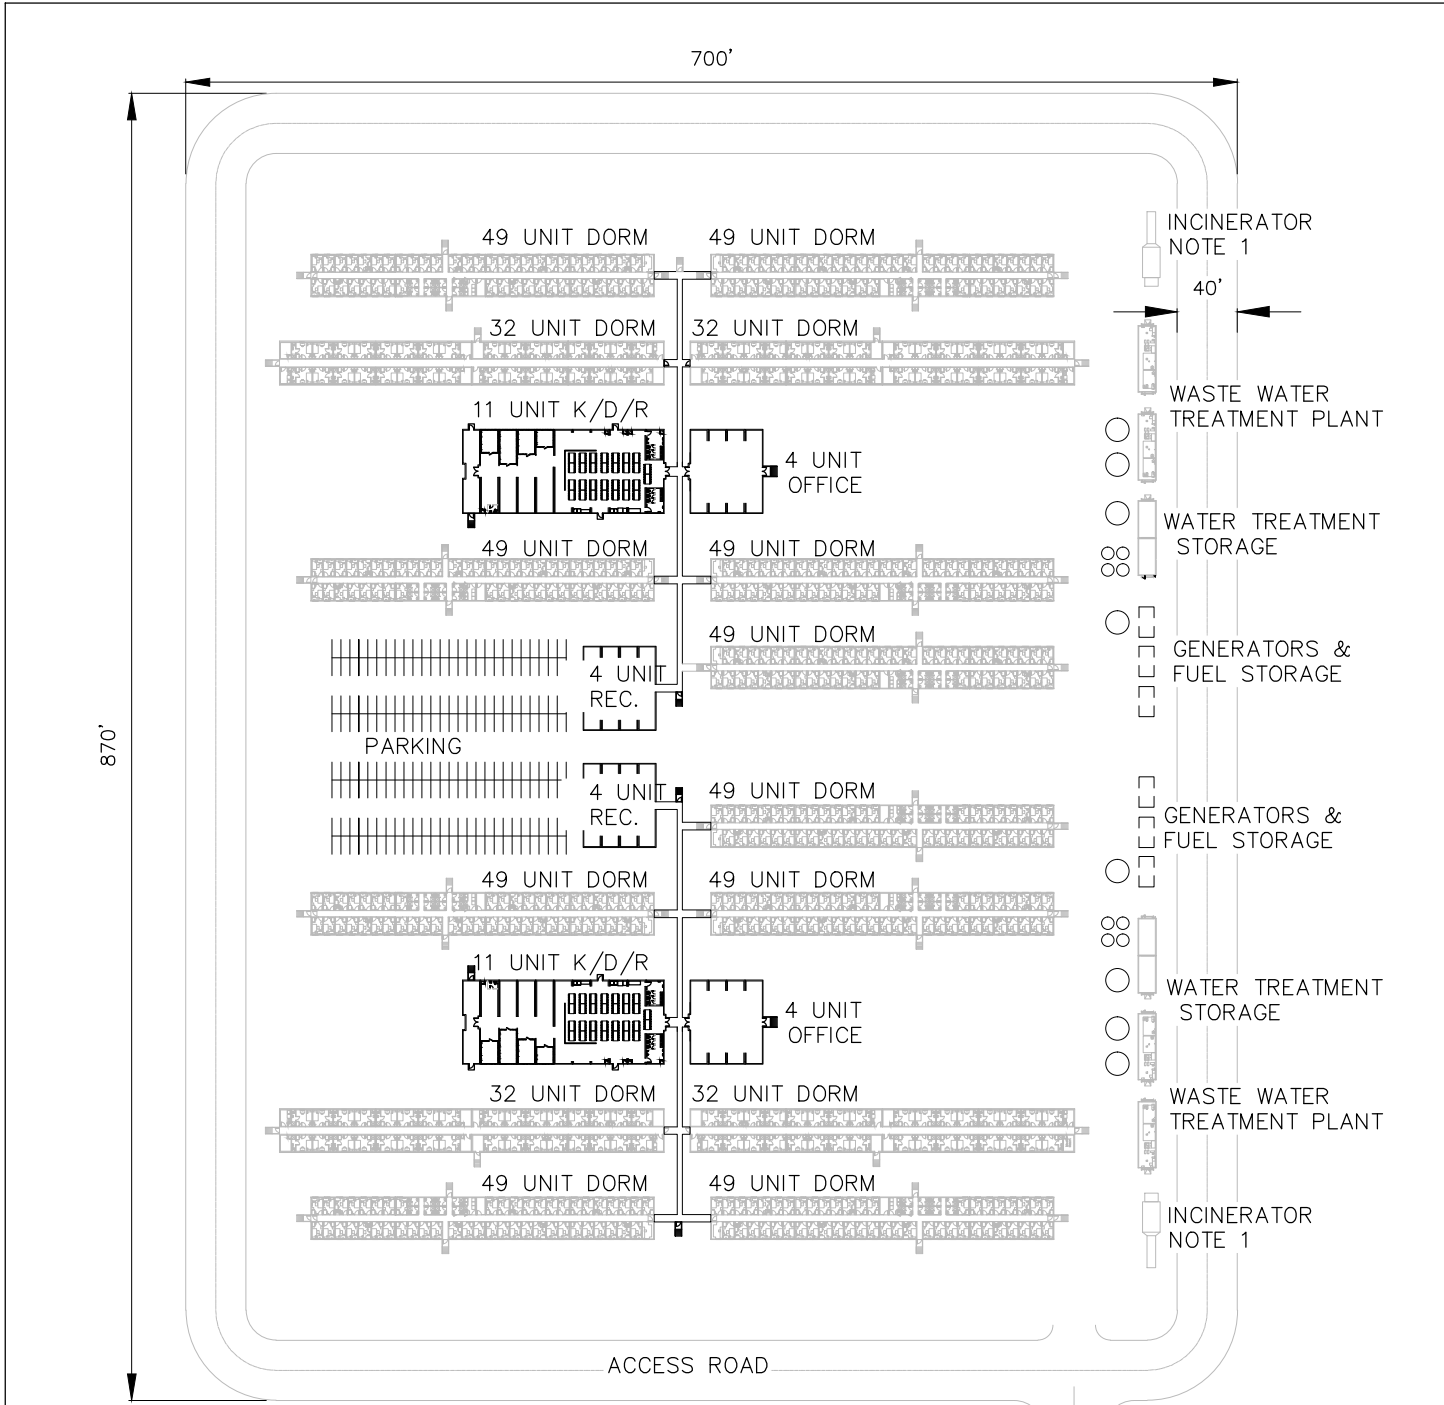 700'
49 UNIT DORM
49 UNIT DORM
INCINERATOR
NOTE 1
40'
32 UNIT DORM
32 UNIT DORM
WASTE WATER
TREATMENT PLANT
11 UNIT K/D/R
4 UNIT
OFFICE
WATER TREATMENT
STORAGE
49 UNIT DORM
49 UNIT DORM
49 UNIT DORM
GENERATORS &
FUEL STORAGE
4 UNIT
REC.
870'
PARKING
4 UNIT
REC.
49 UNIT DORM
GENERATORS &
FUEL STORAGE
49 UNIT DORM
49 UNIT DORM
11 UNIT K/D/R
4 UNIT
OFFICE
WATER TREATMENT
STORAGE
32 UNIT DORM
32 UNIT DORM
WASTE WATER
TREATMENT PLANT
49 UNIT DORM
49 UNIT DORM
INCINERATOR
NOTE 1
ACCESS ROAD